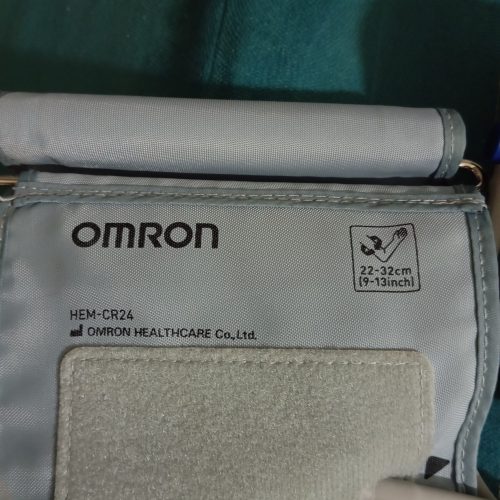 OMRON
22-32cm
(9-13inch)
HEM-CR24
OMRON HEALTHCARE Co.,Ltd.